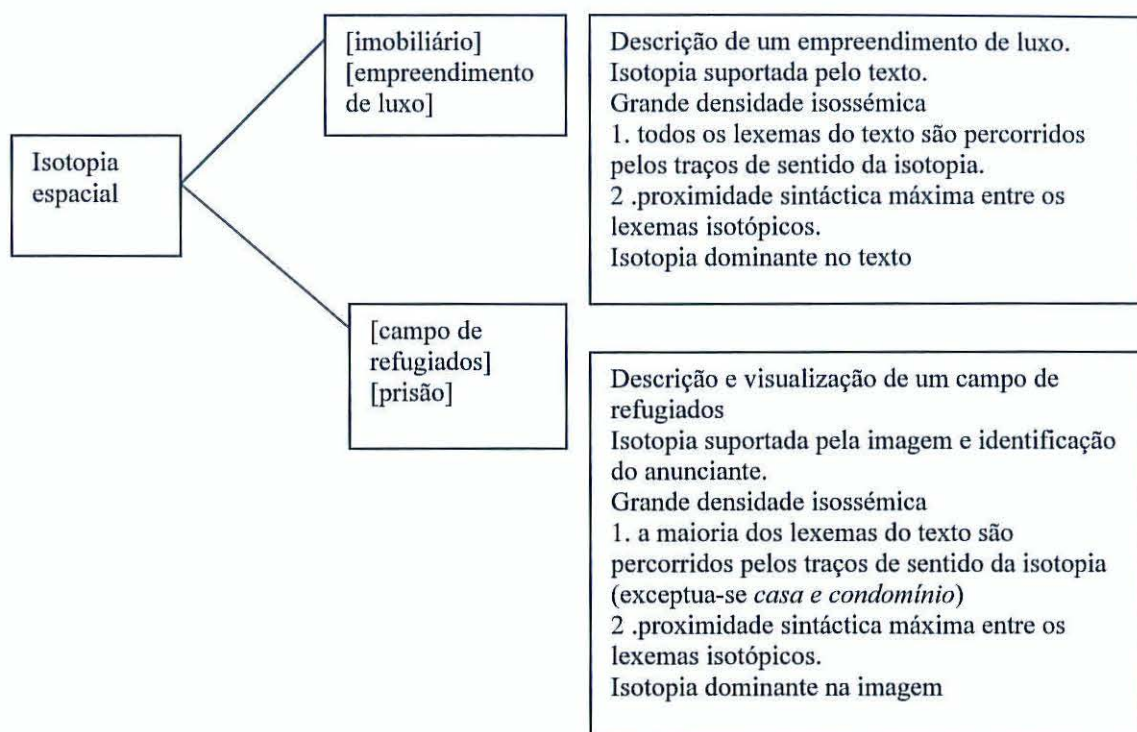 Isotopia
espacial
[imobiliário]
[empreendimento
de luxo]
Descrição de um empreendimento de luxo.
Isotopia suportada pelo texto.
Grande densidade isossémica
1. todos os lexemas do texto são percorridos
pelos traços de sentido da isotopia.
2 .proximidade sintáctica máxima entre os
lexemas isotópicos.
Isotopia dominante no texto
[campo de
refugiados]
[prisão]
Descrição e visualização de um campo de
refugiados
Isotopia suportada pela imagem e identificação
do anunciante.
Grande densidade isossémica
1. a maioria dos lexemas do texto são
percorridos pelos traços de sentido da isotopia
(exceptua-se casa e condomínio)
2 .proximidade sintáctica máxima entre os
lexemas isotópicos.
Isotopia dominante na imagem